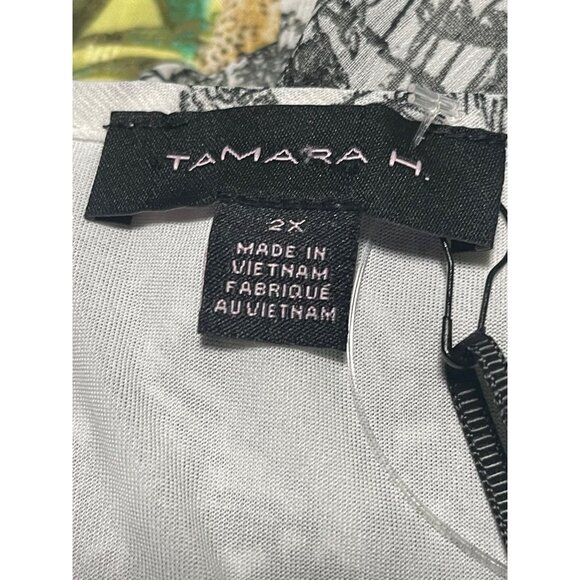 TAMARA H.
2X
MADE IN
VIETNAM
FABRIQUÉ
AU VIETNAM